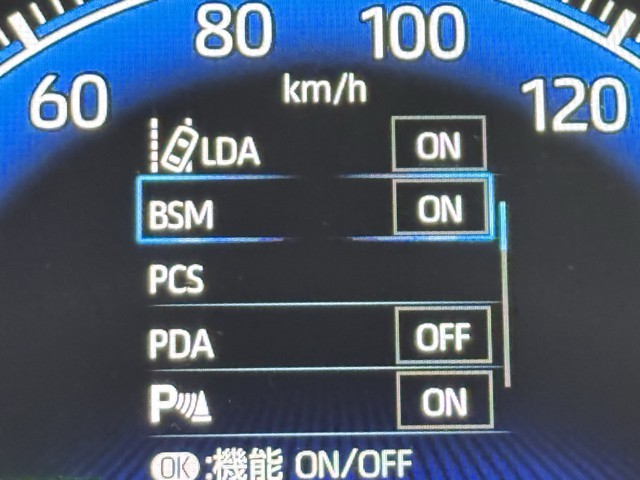 80 100
60 km/h 120
LDA ON
BSM ON
PCS
PDA OFF
P ON
OK:機能 ON/OFF